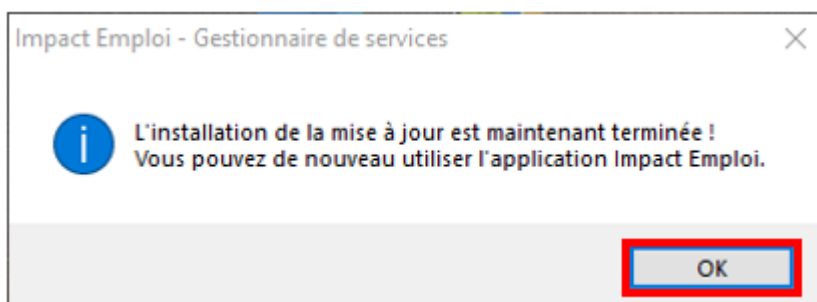 Impact Emploi - Gestionnaire de services
L'installation de la mise à jour est maintenant terminée !
Vous pouvez de nouveau utiliser l'application Impact Emploi.
OK